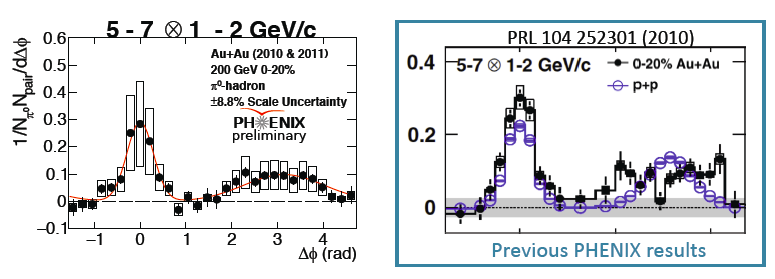 5 - 7 ⊗ 1 - 2 GeV/c
1/Nπ⁰Npair/dΔϕ
0.6
0.5
0.4
0.3
0.2
0.1
0
-0.1
Au+Au (2010 & 2011)
200 GeV 0-20%
π⁰-hadron
±8.8% Scale Uncertainty
PHENIX
preliminary
−1 0 1 2 3 4
Δϕ (rad)
PRL 104 252301 (2010)
0.4
0.2
0
5-7 ⊗ 1-2 GeV/c
0-20% Au+Au
p+p
Previous PHENIX results